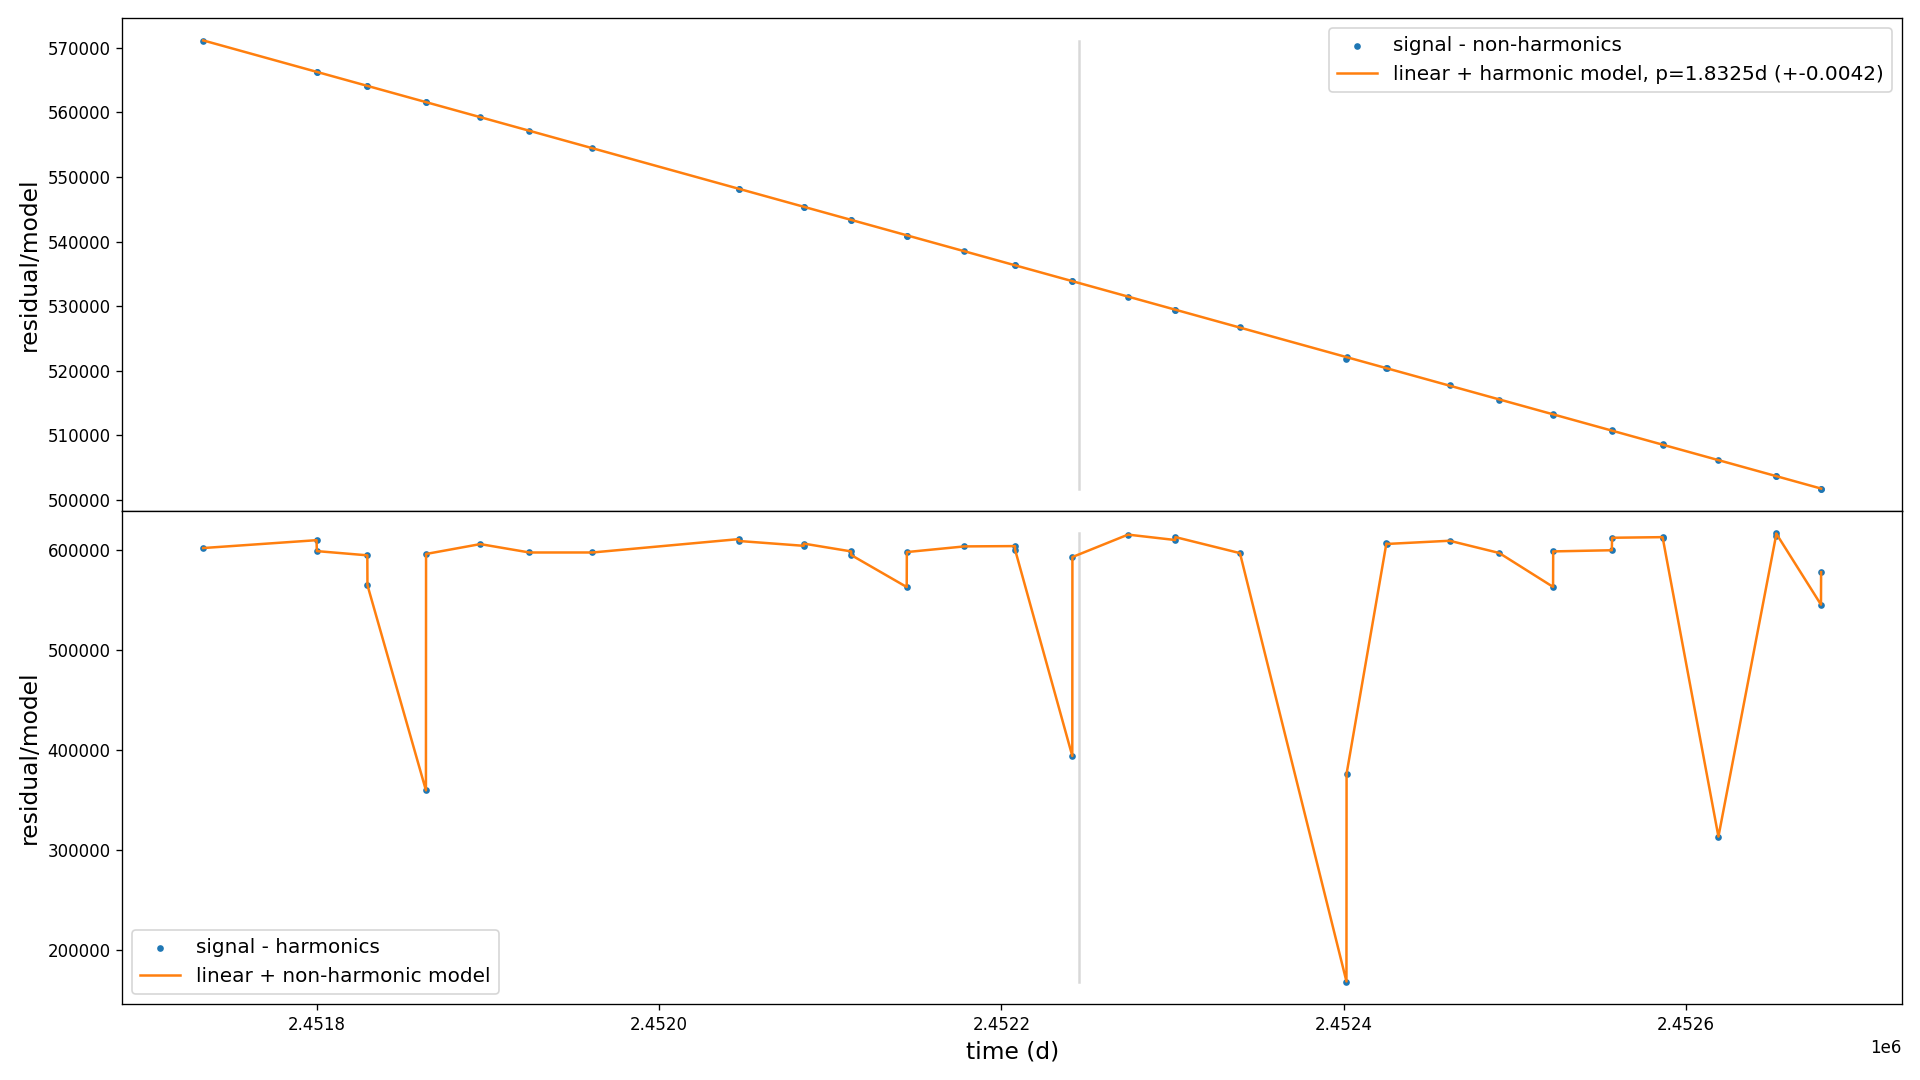 570000
560000
550000
540000
530000
520000
510000
500000
residual/model
signal - non-harmonics
linear + harmonic model, p=1.8325d (+-0.0042)
600000
500000
400000
300000
200000
residual/model
signal - harmonics
linear + non-harmonic model
2.4518 2.4520 2.4522 2.4524 2.4526
1e6
time (d)